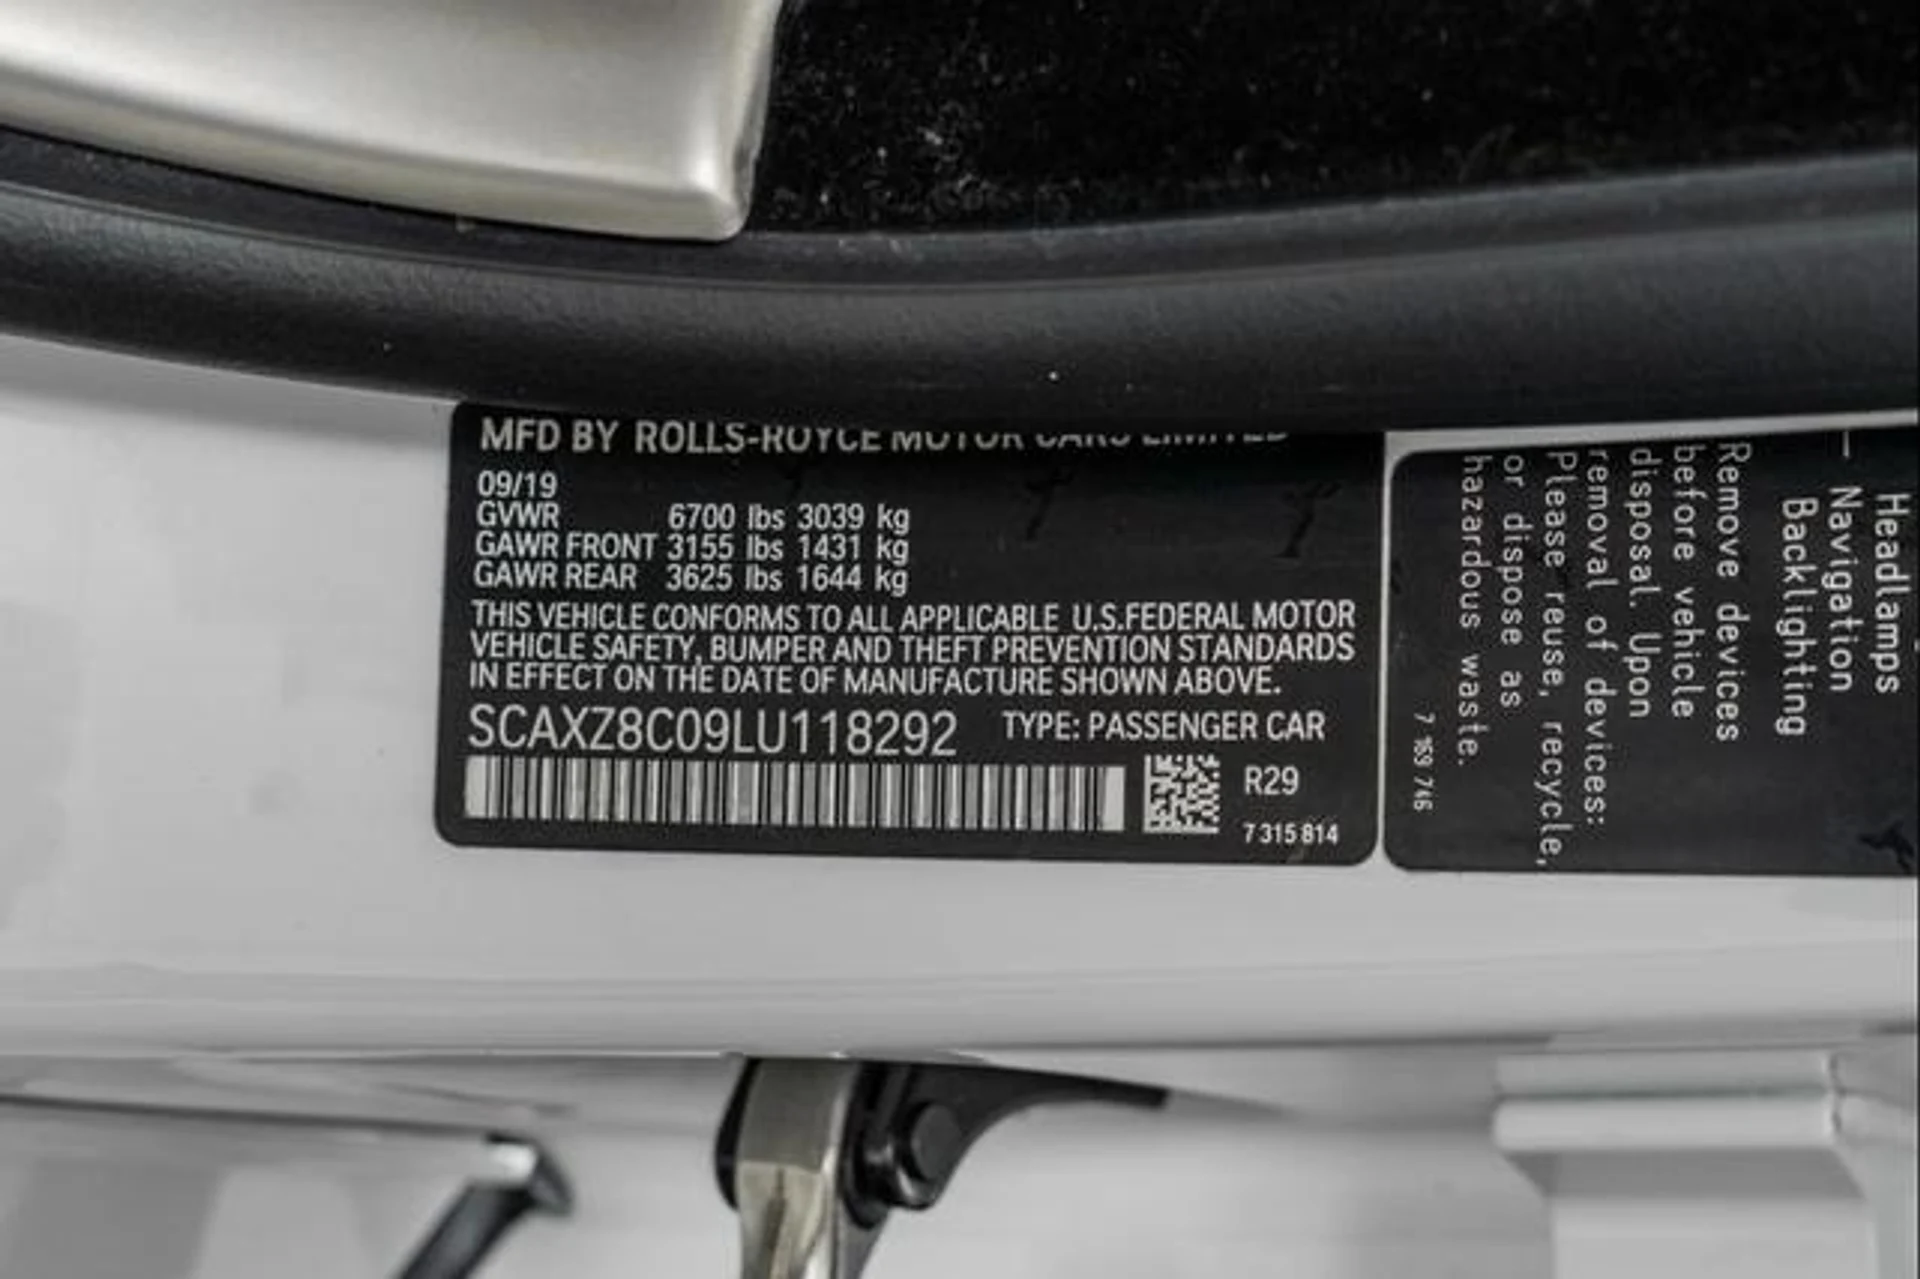 MFD BY ROLLS-ROYCE MOTOR CARS LIMITED
09/19
GVWR 6700 lbs 3039 kg
GAWR FRONT 3155 lbs 1431 kg
GAWR REAR 3625 lbs 1644 kg
THIS VEHICLE CONFORMS TO ALL APPLICABLE U.S.FEDERAL MOTOR
VEHICLE SAFETY, BUMPER AND THEFT PREVENTION STANDARDS
IN EFFECT ON THE DATE OF MANUFACTURE SHOWN ABOVE.
SCAXZ8C09LU118292 TYPE: PASSENGER CAR
R29
7 315 814
Headlamps
— Navigation
Backlighting
Remove devices
before vehicle
disposal. Upon
removal of devices:
Please reuse, recycle,
or dispose as
hazardous waste.
7 169 746